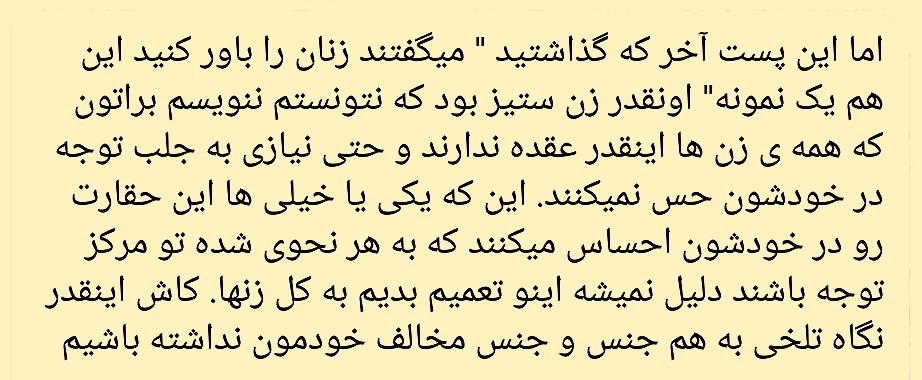 اما این پست آخر که گذاشتید " میگفتند زنان را باور کنید این
هم یک نمونه" اونقدر زن ستیز بود که نتونستم ننویسم براتون
که همه ی زن ها اینقدر عقده ندارند و حتی نیازی به جلب توجه
در خودشون حس نمیکنند. این که یکی یا خیلی ها این حقارت
رو در خودشون احساس میکنند که به هر نحوی شده تو مرکز
توجه باشند دلیل نمیشه اینو تعمیم بدیم به کل زنها. کاش اینقدر
نگاه تلخی به هم جنس و جنس مخالف خودمون نداشته باشیم